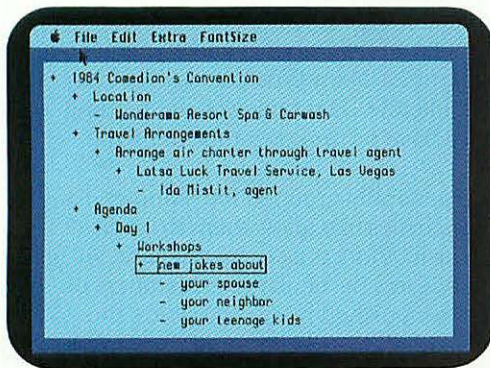 File Edit Extra FontSize
+ 1984 Comedian's Convention
+ Location
- Wonderama Resort Spa & Carwash
+ Travel Arrangements
+ Arrange air charter through travel agent
+ Lotsa Luck Travel Service, Las Vegas
- Ida Mistit, agent
+ Agenda
+ Day 1
+ Workshops
+ new jokes about
- your spouse
- your neighbor
- your teenage kids